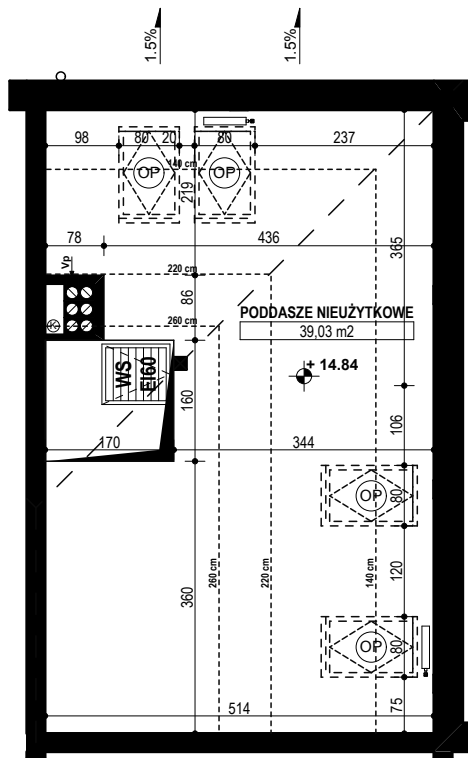 1.5%
1.5%
98
80
20
80
237
140 cm
OP
OP
219
78
436
365
Vp
220 cm
86
260 cm
K
PODDASZE NIEUŻYTKOWE
39,03 m2
WS
EI60
+ 14.84
160
106
170
344
OP
80
260 cm
220 cm
140 cm
120
360
OP
80
75
514